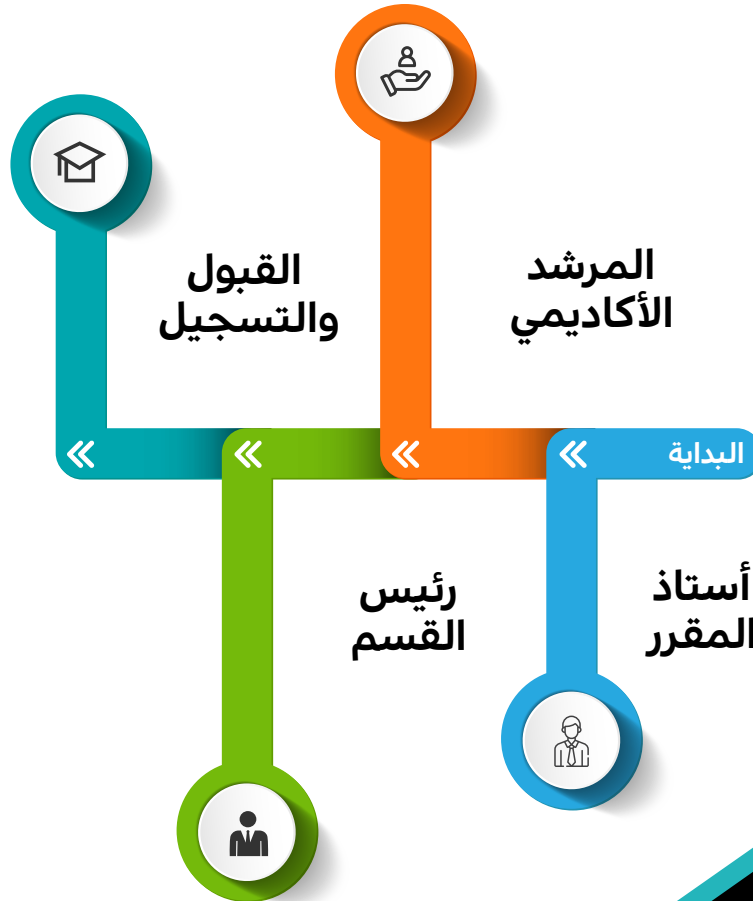 البداية
أستاذ
المقرر
المرشد
الأكاديمي
رئيس
القسم
القبول
والتسجيل